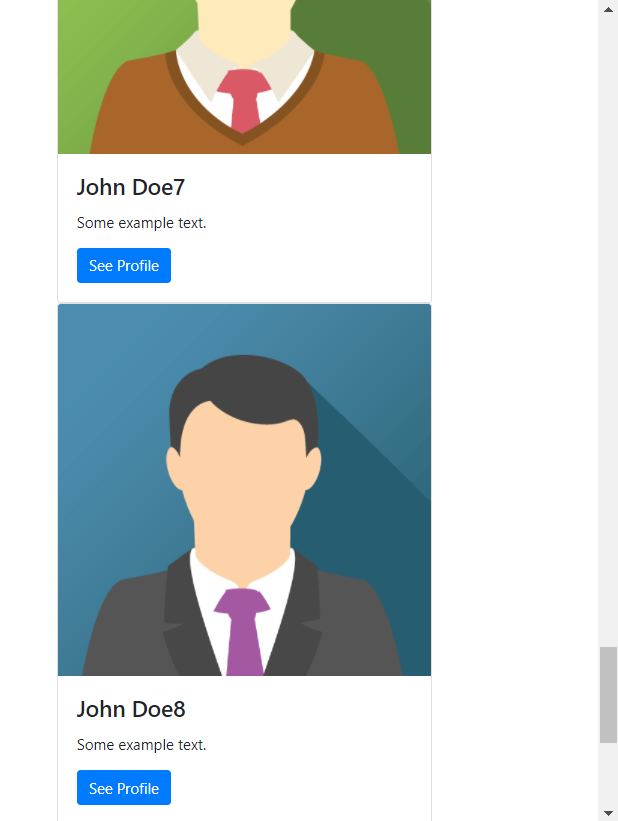 John Doe7
Some example text.
See Profile
John Doe8
Some example text.
See Profile